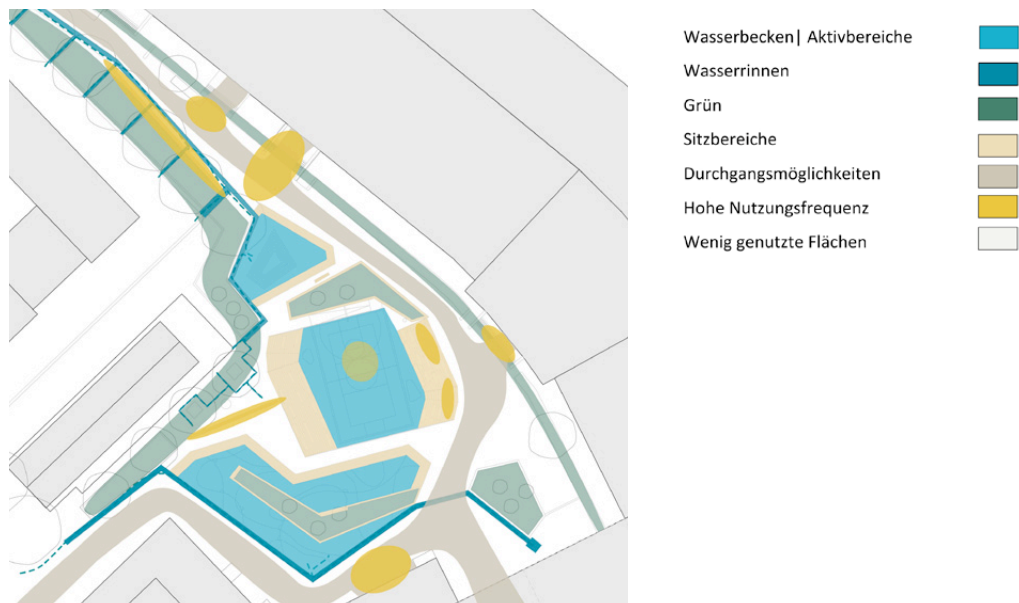 Wasserbecken| Aktivbereiche
Wasserrinnen
Grün
Sitzbereiche
Durchgangsmöglichkeiten
Hohe Nutzungsfrequenz
Wenig genutzte Flächen